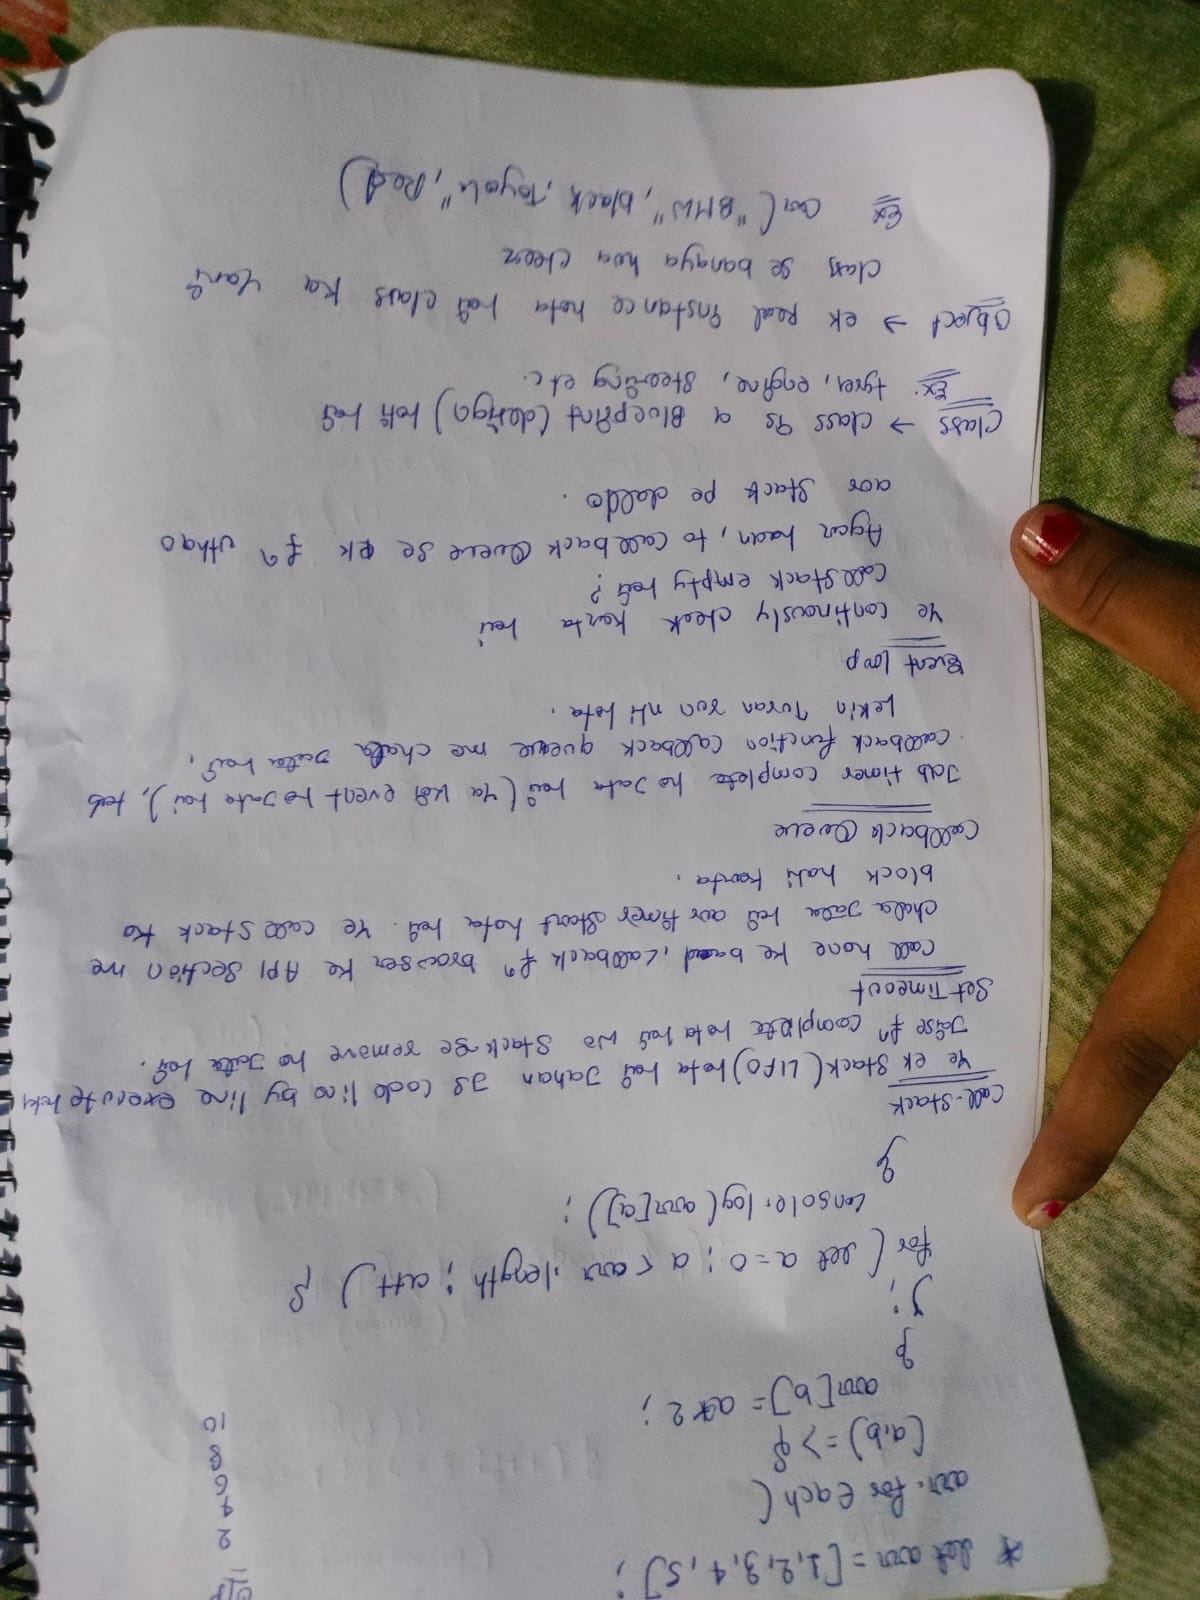 * let arr = [1,2,3,4,5];
O/P
arr.forEach(
2
(a,b) => {
4
arr[b] = a*2;
6
}
8
);
10
for (let a=0; a<arr.length; a++) {
console.log(arr[a]);
}
Call-Stack
Ye ek Stack (LIFO) hota hai Jahan JS code line by line execute hota
Jaise fn complete hota hai wo Stack se remove ho Jata hai.
SetTimeout
Call hone ke baad, callback fn browser ke API Section me
chala Jata hai aur timer start hota hai. Ye call stack ko
block nahi karta.
Callback Queue
Jab timer complete ho Jata hai (Ya koi event ho Jata hai), tab
callback function callback queue me chala Jata hai,
Lekin Turan run nhi hota.
Event loop
Ye continously check karta hai
Call Stack empty hai?
Agar haan, to Callback Queue se ek fn uthao
aor Stack pe daldo.
Class → class is a Blueprint (design) hoti hai
Ex. tyre, engine, Steering etc.
Object → ek Real instance hota hai class ka Yani
class se banaya hua cheez
Ex Car ("BMW", black, Toyota", Red)